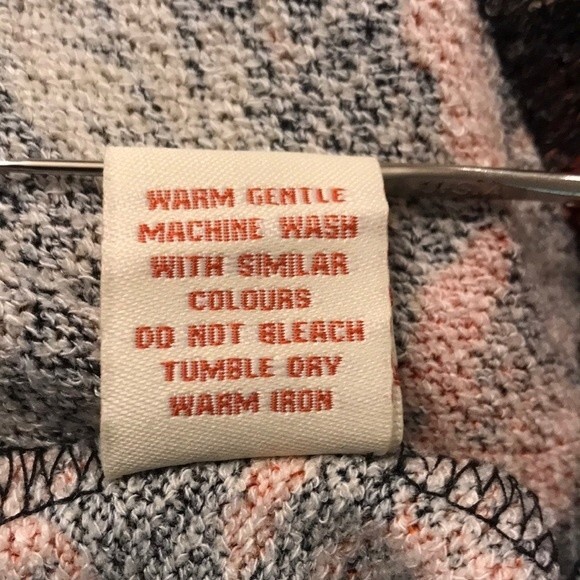 WARM GENTLE
MACHINE WASH
WITH SIMILAR
COLOURS
DO NOT BLEACH
TUMBLE DRY
WARM IRON